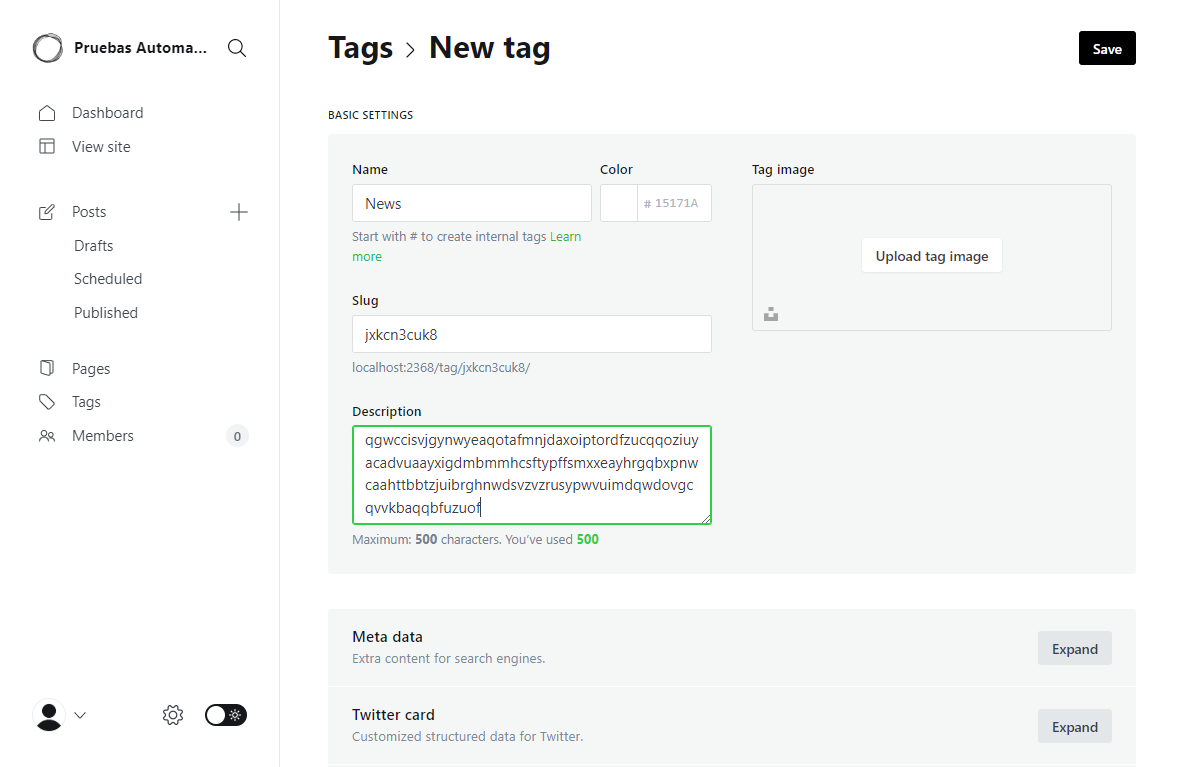 Pruebas Automa...
Dashboard
View site
Posts
Drafts
Scheduled
Published
Pages
Tags
Members
0
Tags > New tag
Save
BASIC SETTINGS
Name
News
Start with # to create internal tags Learn
more
Color
# 15171A
Slug
jxkcn3cuk8
localhost:2368/tag/jxkcn3cuk8/
Description
qgwccisvjgynwyeaqotafmnjdaxoiptordfzucqqoziuy
acadvuaayxigdmbmmhcsftypffsmxxeayhrgqbxpnw
caahttbbtzjuibrghnwdsvzvzrusypwvuimdqwdovgc
qvvkbaqqbfuzuof
Maximum: 500 characters. You’ve used 500
Tag image
Upload tag image
Meta data
Extra content for search engines.
Expand
Twitter card
Customized structured data for Twitter.
Expand